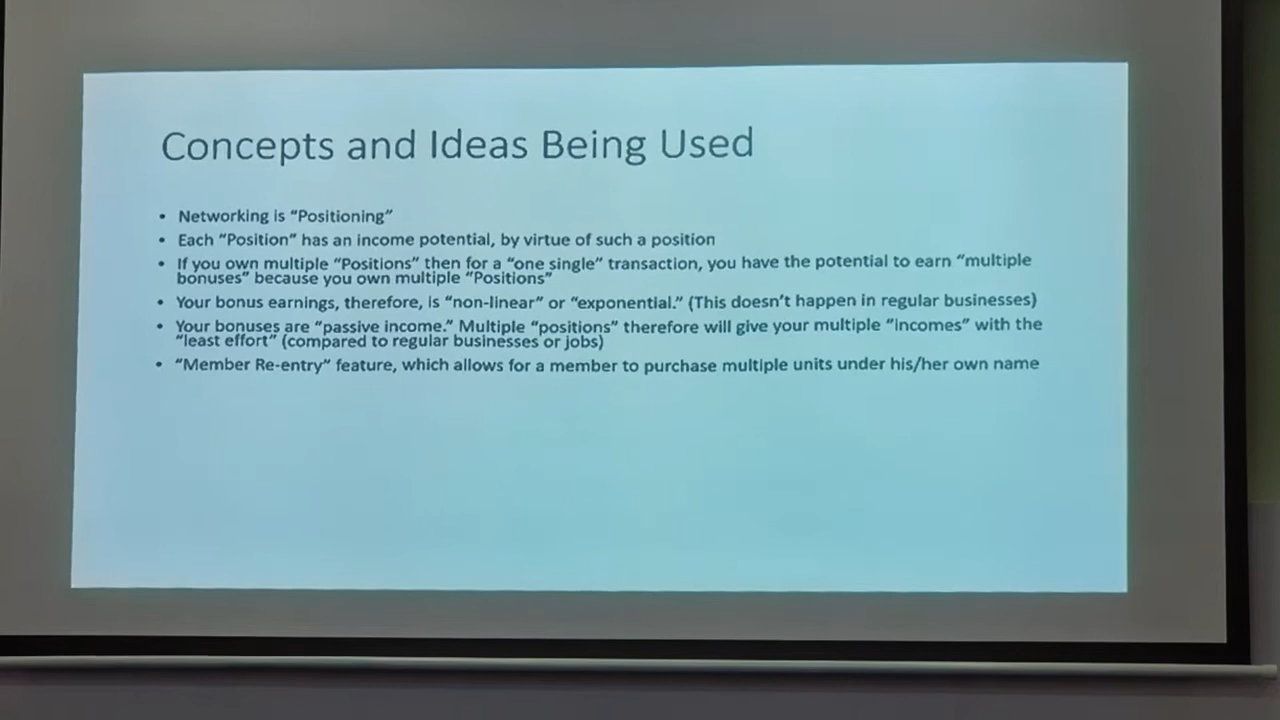 Concepts and Ideas Being Used
• Networking is “Positioning”
• Each “Position” has an income potential, by virtue of such a position
• If you own multiple “Positions” then for a “one single” transaction, you have the potential to earn “multiple
bonuses” because you own multiple “Positions”
• Your bonus earnings, therefore, is “non-linear” or “exponential.” (This doesn’t happen in regular businesses)
• Your bonuses are “passive income.” Multiple “positions” therefore will give your multiple “incomes” with the
“least effort” (compared to regular businesses or jobs)
• “Member Re-entry” feature, which allows for a member to purchase multiple units under his/her own name